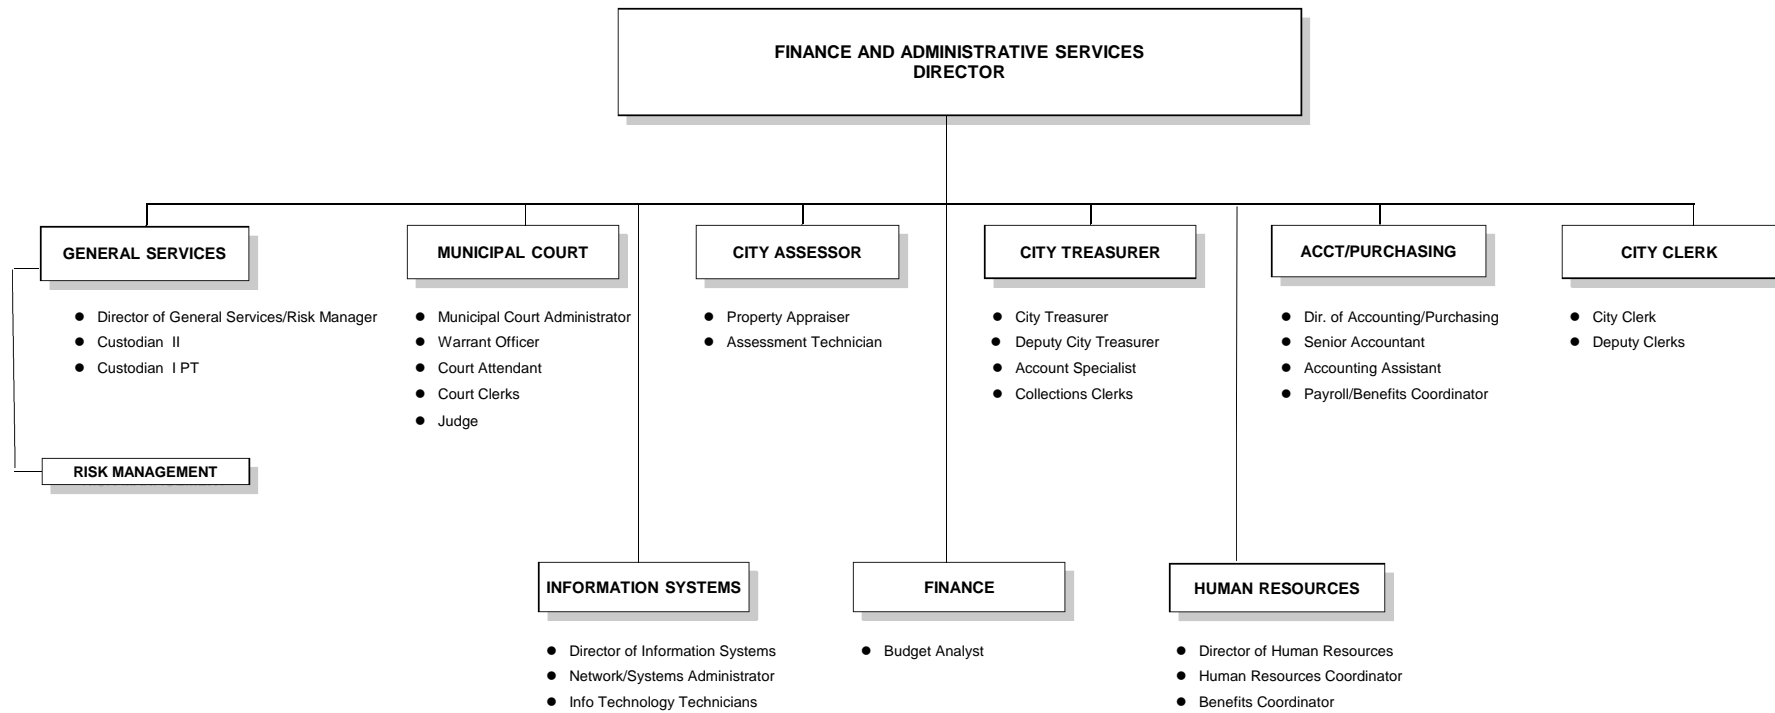 FINANCE AND ADMINISTRATIVE SERVICES
DIRECTOR
GENERAL SERVICES
● Director of General Services/Risk Manager
● Custodian II
● Custodian I PT
RISK MANAGEMENT
MUNICIPAL COURT
● Municipal Court Administrator
● Warrant Officer
● Court Attendant
● Court Clerks
● Judge
CITY ASSESSOR
● Property Appraiser
● Assessment Technician
CITY TREASURER
● City Treasurer
● Deputy City Treasurer
● Account Specialist
● Collections Clerks
ACCT/PURCHASING
● Dir. of Accounting/Purchasing
● Senior Accountant
● Accounting Assistant
● Payroll/Benefits Coordinator
CITY CLERK
● City Clerk
● Deputy Clerks
INFORMATION SYSTEMS
● Director of Information Systems
● Network/Systems Administrator
● Info Technology Technicians
FINANCE
● Budget Analyst
HUMAN RESOURCES
● Director of Human Resources
● Human Resources Coordinator
● Benefits Coordinator